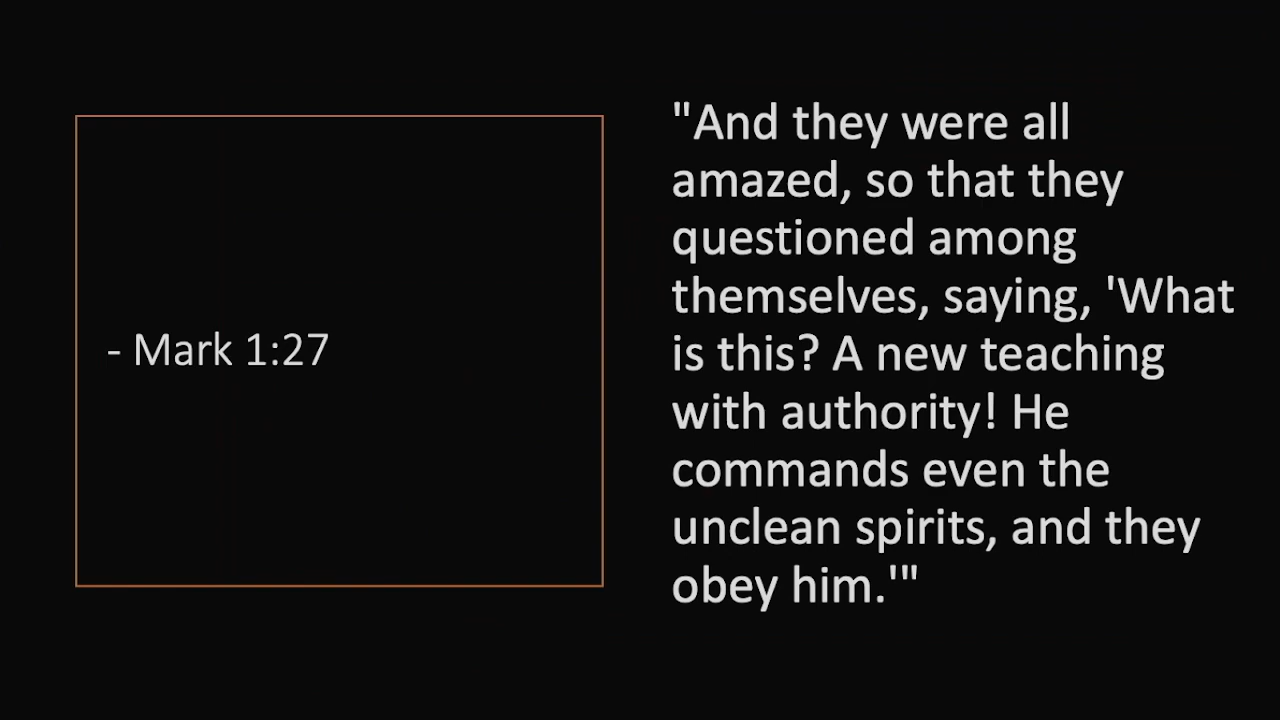 - Mark 1:27
"And they were all
amazed, so that they
questioned among
themselves, saying, 'What
is this? A new teaching
with authority! He
commands even the
unclean spirits, and they
obey him.'"